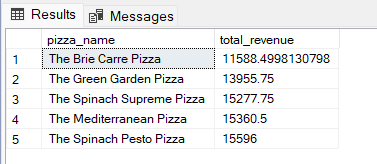 Results Messages
pizza_name total_revenue
1 The Brie Carre Pizza 11588.4998130798
2 The Green Garden Pizza 13955.75
3 The Spinach Supreme Pizza 15277.75
4 The Mediterranean Pizza 15360.5
5 The Spinach Pesto Pizza 15596